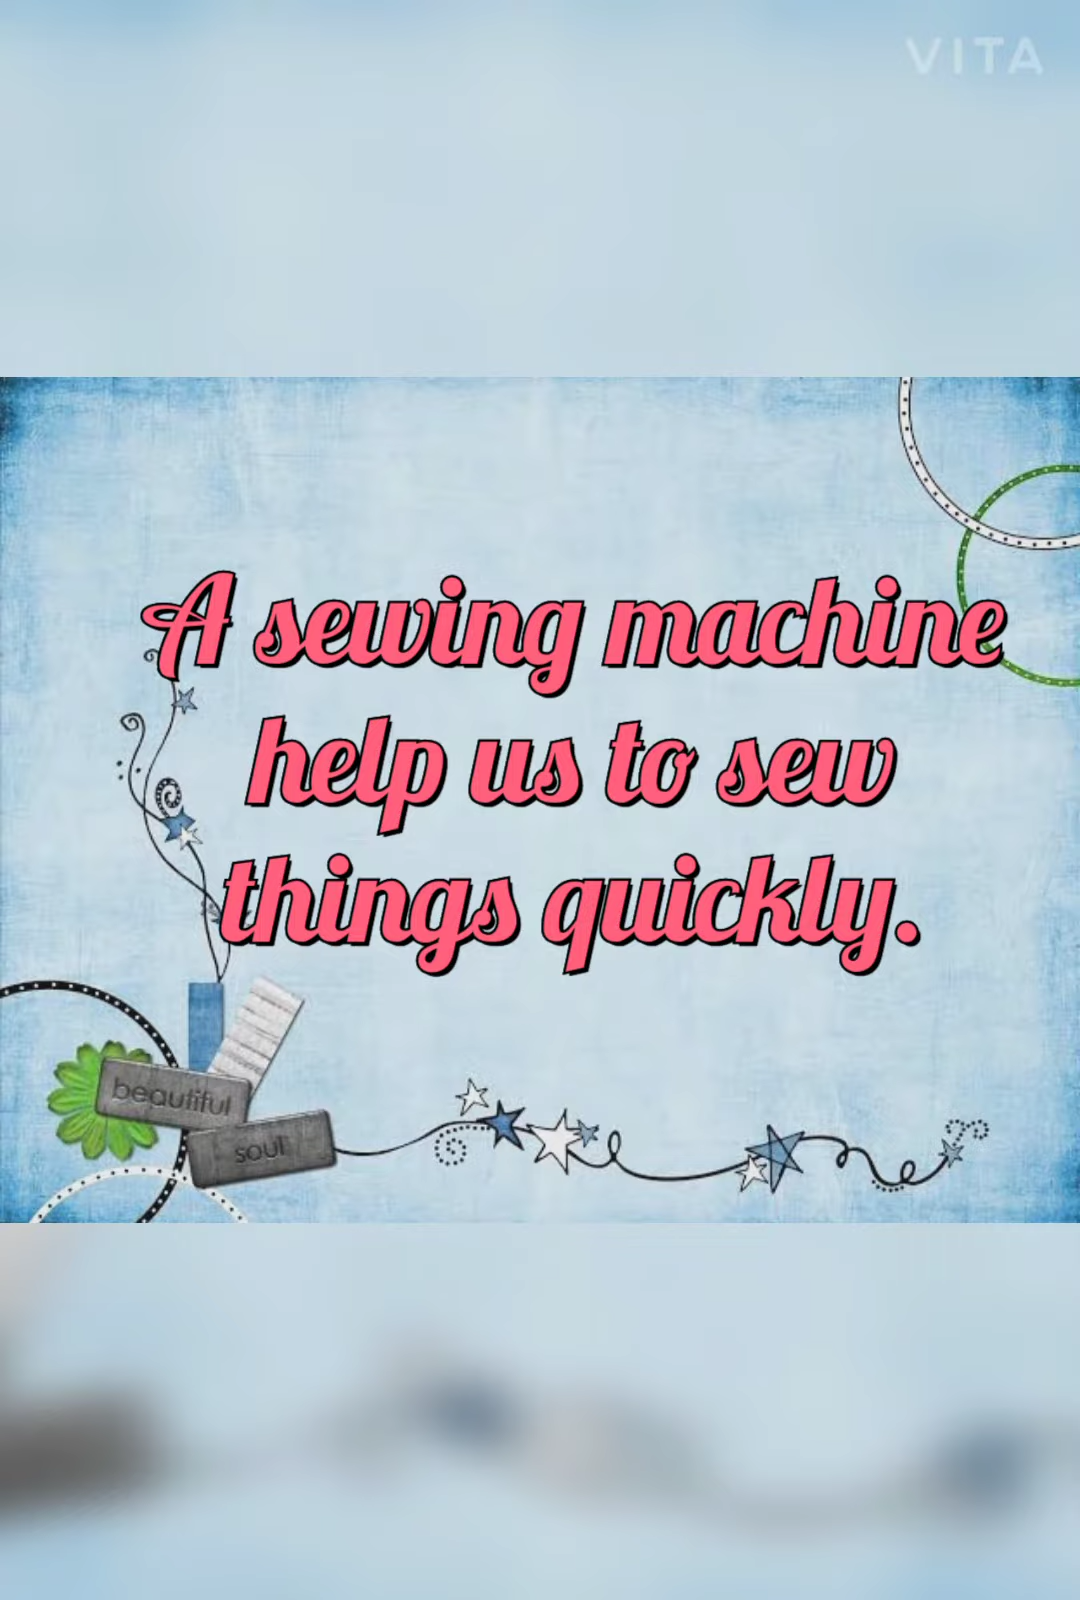 VITA
A sewing machine
help us to sew
things quickly.
beautiful
soul